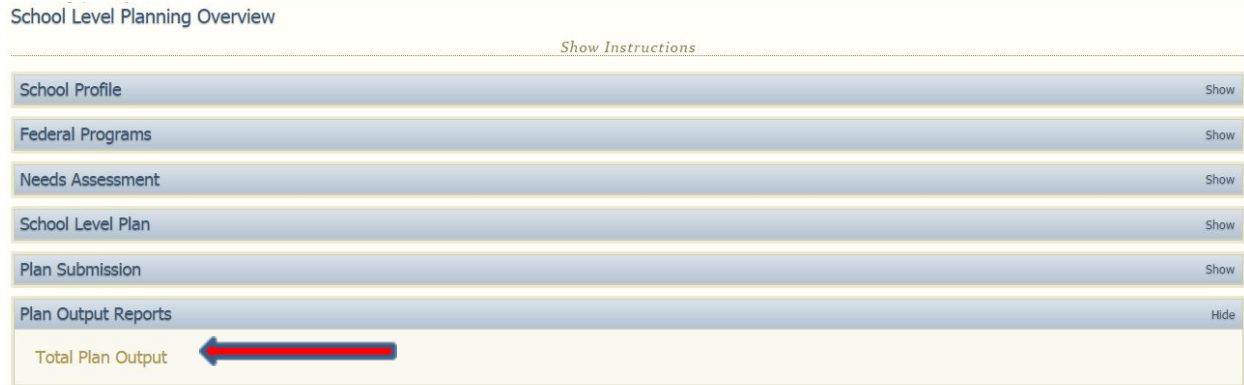 School Level Planning Overview
Show Instructions
School Profile Show
Federal Programs Show
Needs Assessment Show
School Level Plan Show
Plan Submission Show
Plan Output Reports Hide
Total Plan Output